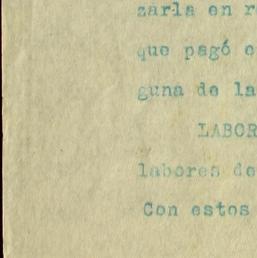 zarla en r
que pagó e
guna de la
LABOR
labores de
Con estos